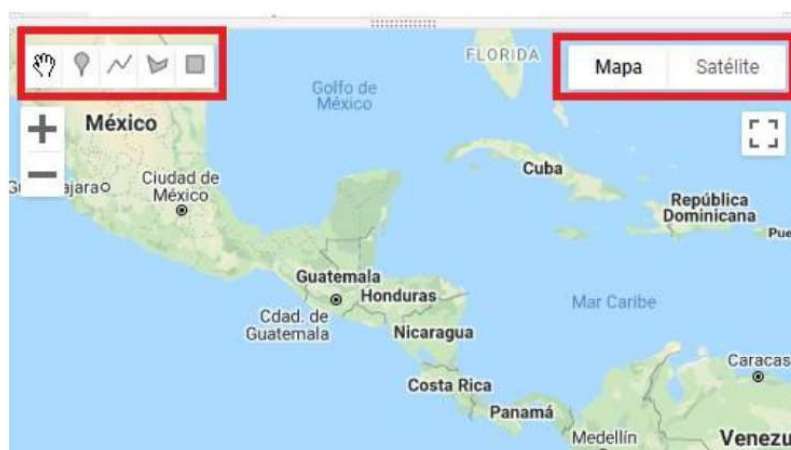 FLORIDA
Mapa
Satélite
Golfo de
México
México
Cuba
Ciudad de
México
República
Dominicana
Guatemala
Honduras
Cdad. de
Guatemala
Mar Caribe
Nicaragua
Caracas
Costa Rica
Panamá
Medellín